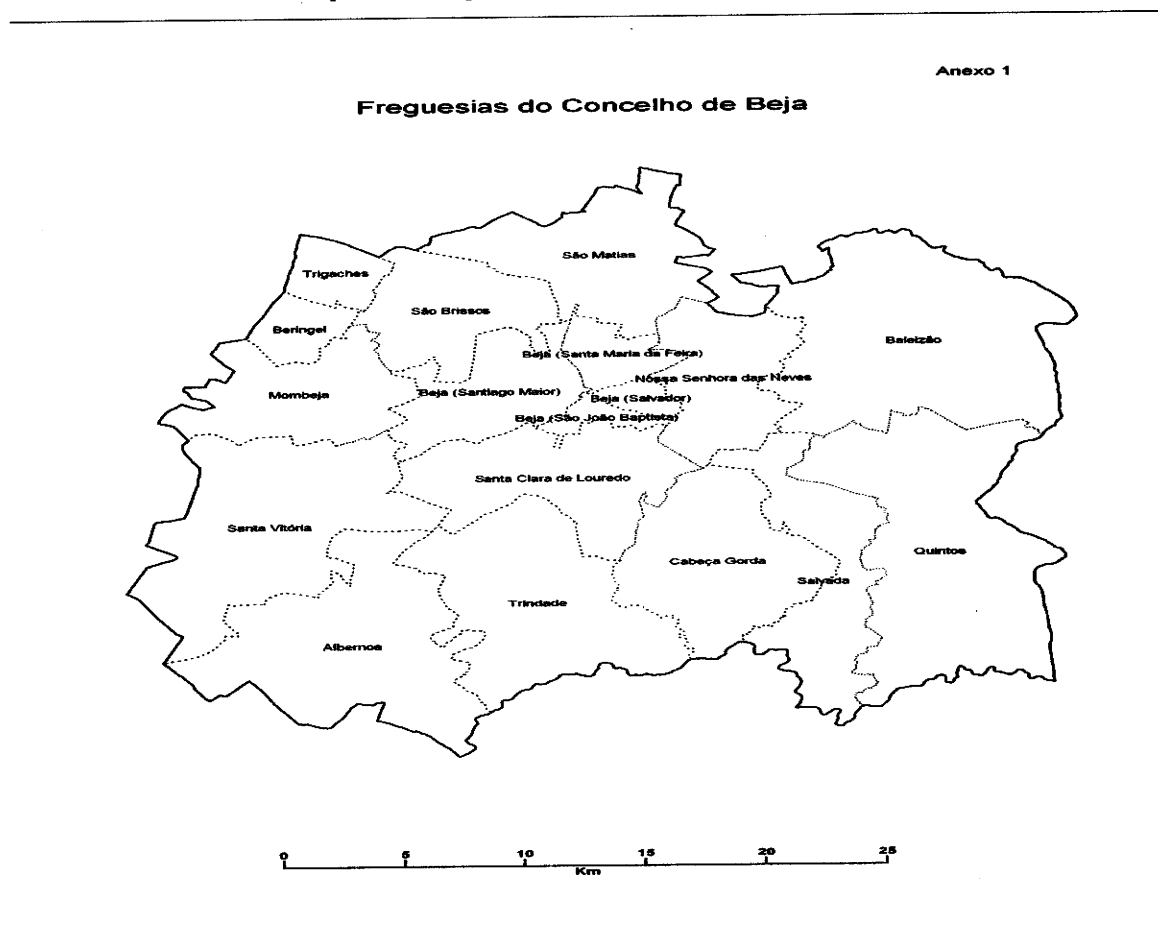 Anexo 1
Freguesias do Concelho de Beja
São Matias
Trigaches
São Brissos
Beringel
Baleizão
Beja (Santa Maria da Feira)
Nossa Senhora das Neves
Mombeja
Beja (Santiago Maior)
Beja (Salvador)
Beja (São João Baptista)
Santa Clara de Louredo
Santa Vitória
Cabeça Gorda
Quintos
Salvada
Trindade
Albernoa
0 5 10 15 20 25
Km